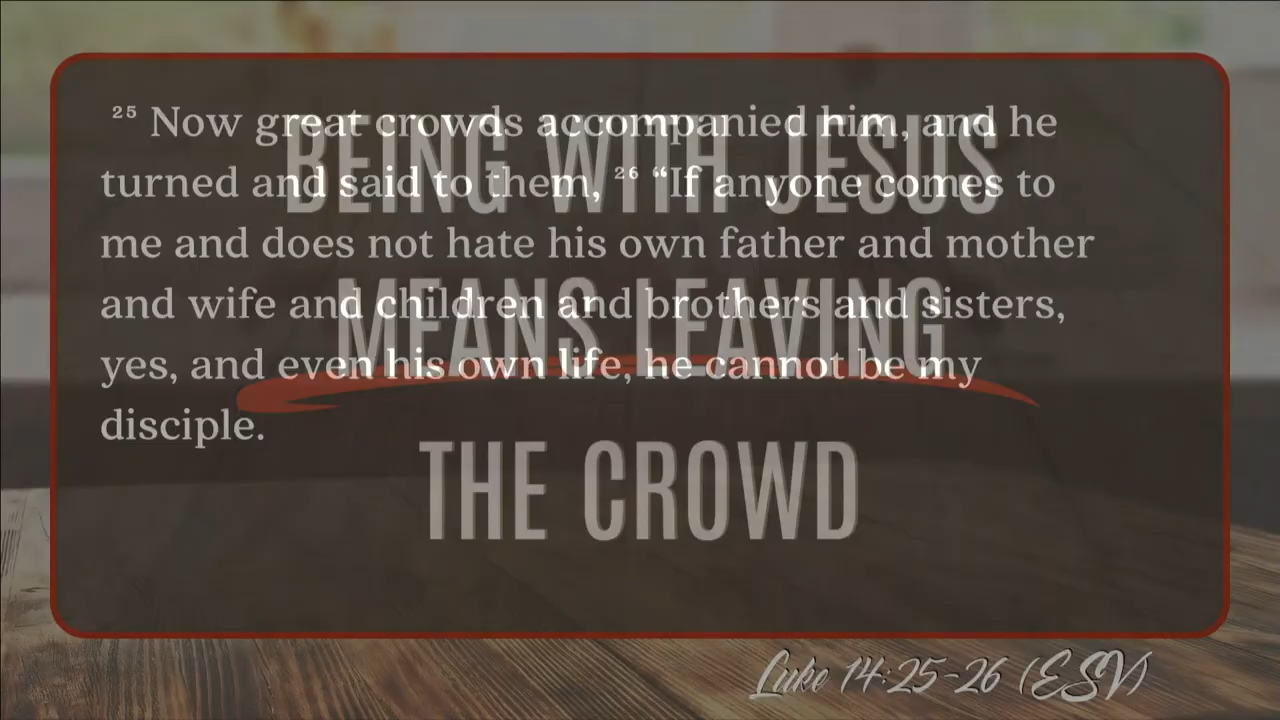 25 Now great crowds accompanied him, and he
turned and said to them, 26 “If anyone comes to
me and does not hate his own father and mother
and wife and children and brothers and sisters,
yes, and even his own life, he cannot be my
disciple.
BEING WITH JESUS
MEANS LEAVING
THE CROWD
Luke 14:25-26 (ESV)